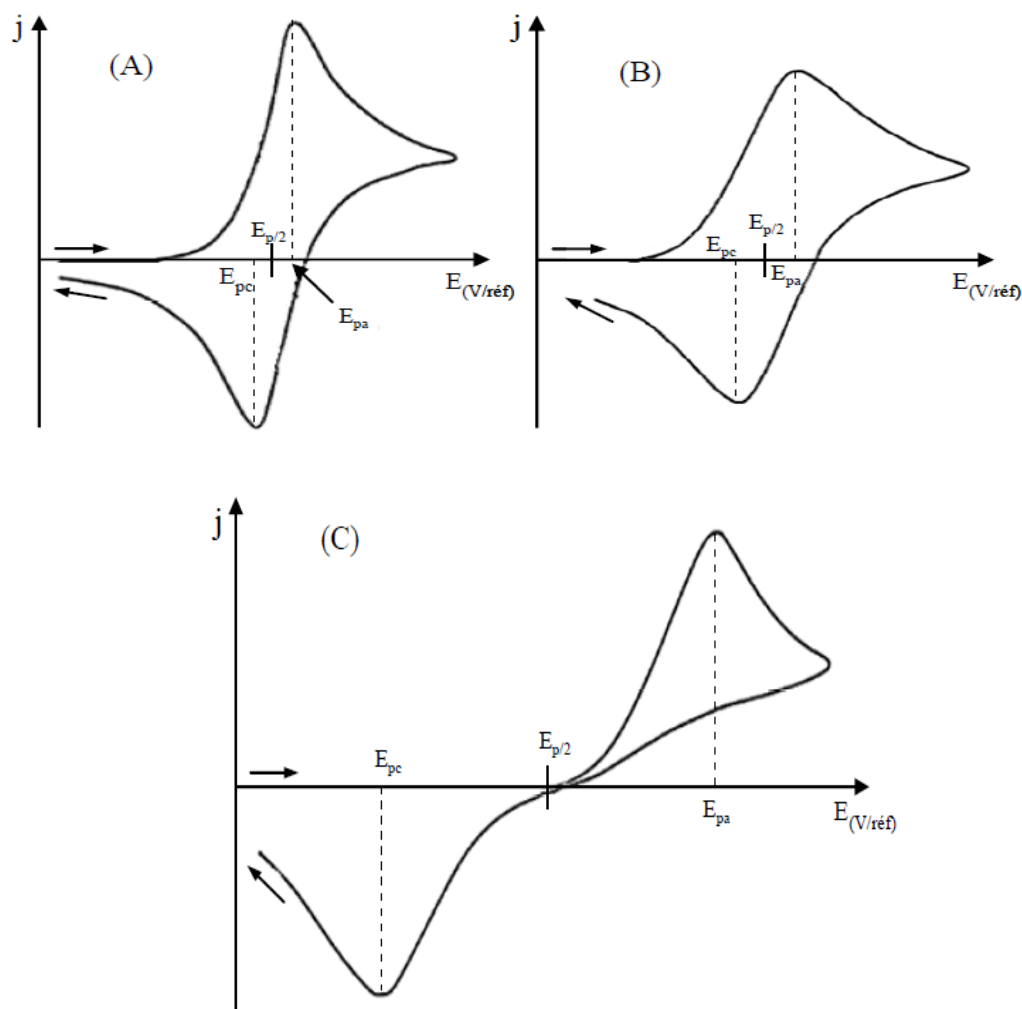 j
(A)
E_{p/2}
E_{pc}
E_{(V/réf)}
E_{pa}
j
(B)
E_{p/2}
E_{pc}
E_{pa}
E_{(V/réf)}
j
(C)
E_{p/2}
E_{pc}
E_{pa}
E_{(V/réf)}